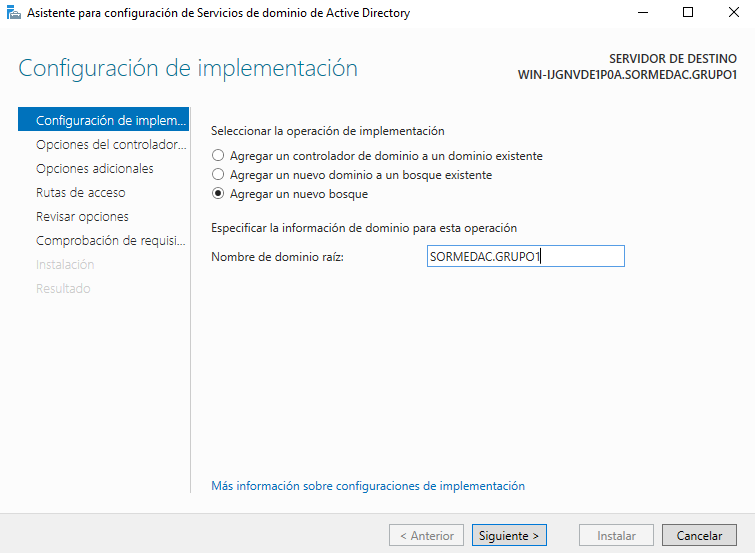 Asistente para configuración de Servicios de dominio de Active Directory
Configuración de implementación
SERVIDOR DE DESTINO
WIN-IJGNVDE1P0A.SORMEDAC.GRUPO1
Configuración de implem...
Opciones del controlador...
Opciones adicionales
Rutas de acceso
Revisar opciones
Comprobación de requisi...
Instalación
Resultado
Seleccionar la operación de implementación
Agregar un controlador de dominio a un dominio existente
Agregar un nuevo dominio a un bosque existente
Agregar un nuevo bosque
Especificar la información de dominio para esta operación
Nombre de dominio raíz: SORMEDAC.GRUPO1
Más información sobre configuraciones de implementación
< Anterior Siguiente > Instalar Cancelar